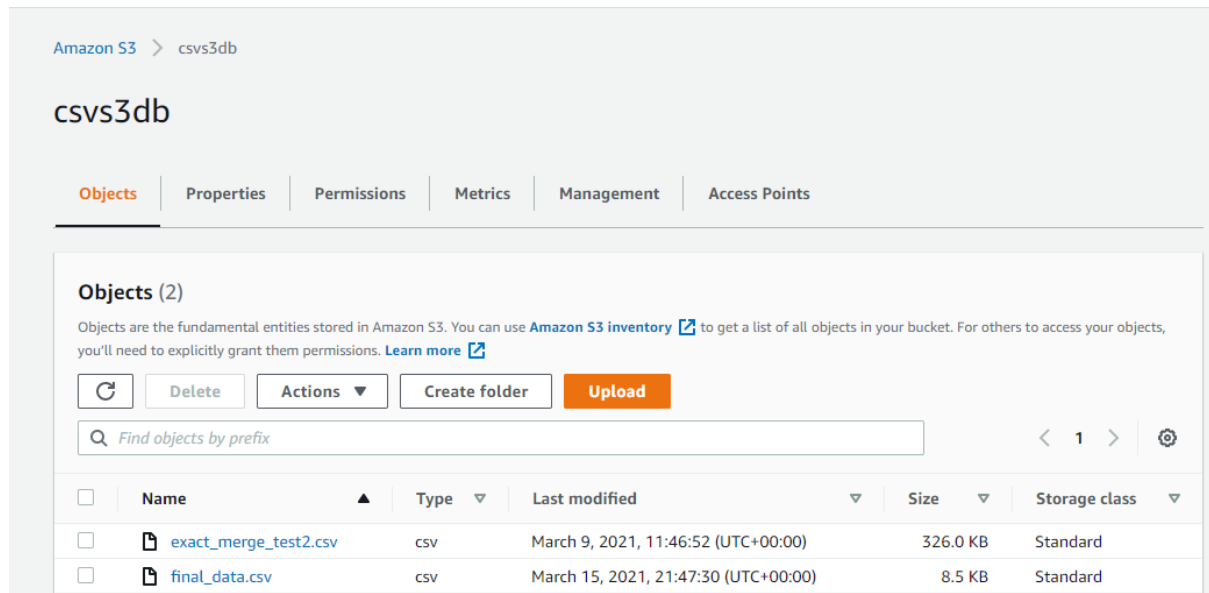 Amazon S3 > csvs3db
csvs3db
Objects Properties Permissions Metrics Management Access Points
Objects (2)
Objects are the fundamental entities stored in Amazon S3. You can use Amazon S3 inventory to get a list of all objects in your bucket. For others to access your objects,
you'll need to explicitly grant them permissions. Learn more
Delete Actions Create folder Upload
Find objects by prefix 1
Name Type Last modified Size Storage class
exact_merge_test2.csv csv March 9, 2021, 11:46:52 (UTC+00:00) 326.0 KB Standard
final_data.csv csv March 15, 2021, 21:47:30 (UTC+00:00) 8.5 KB Standard